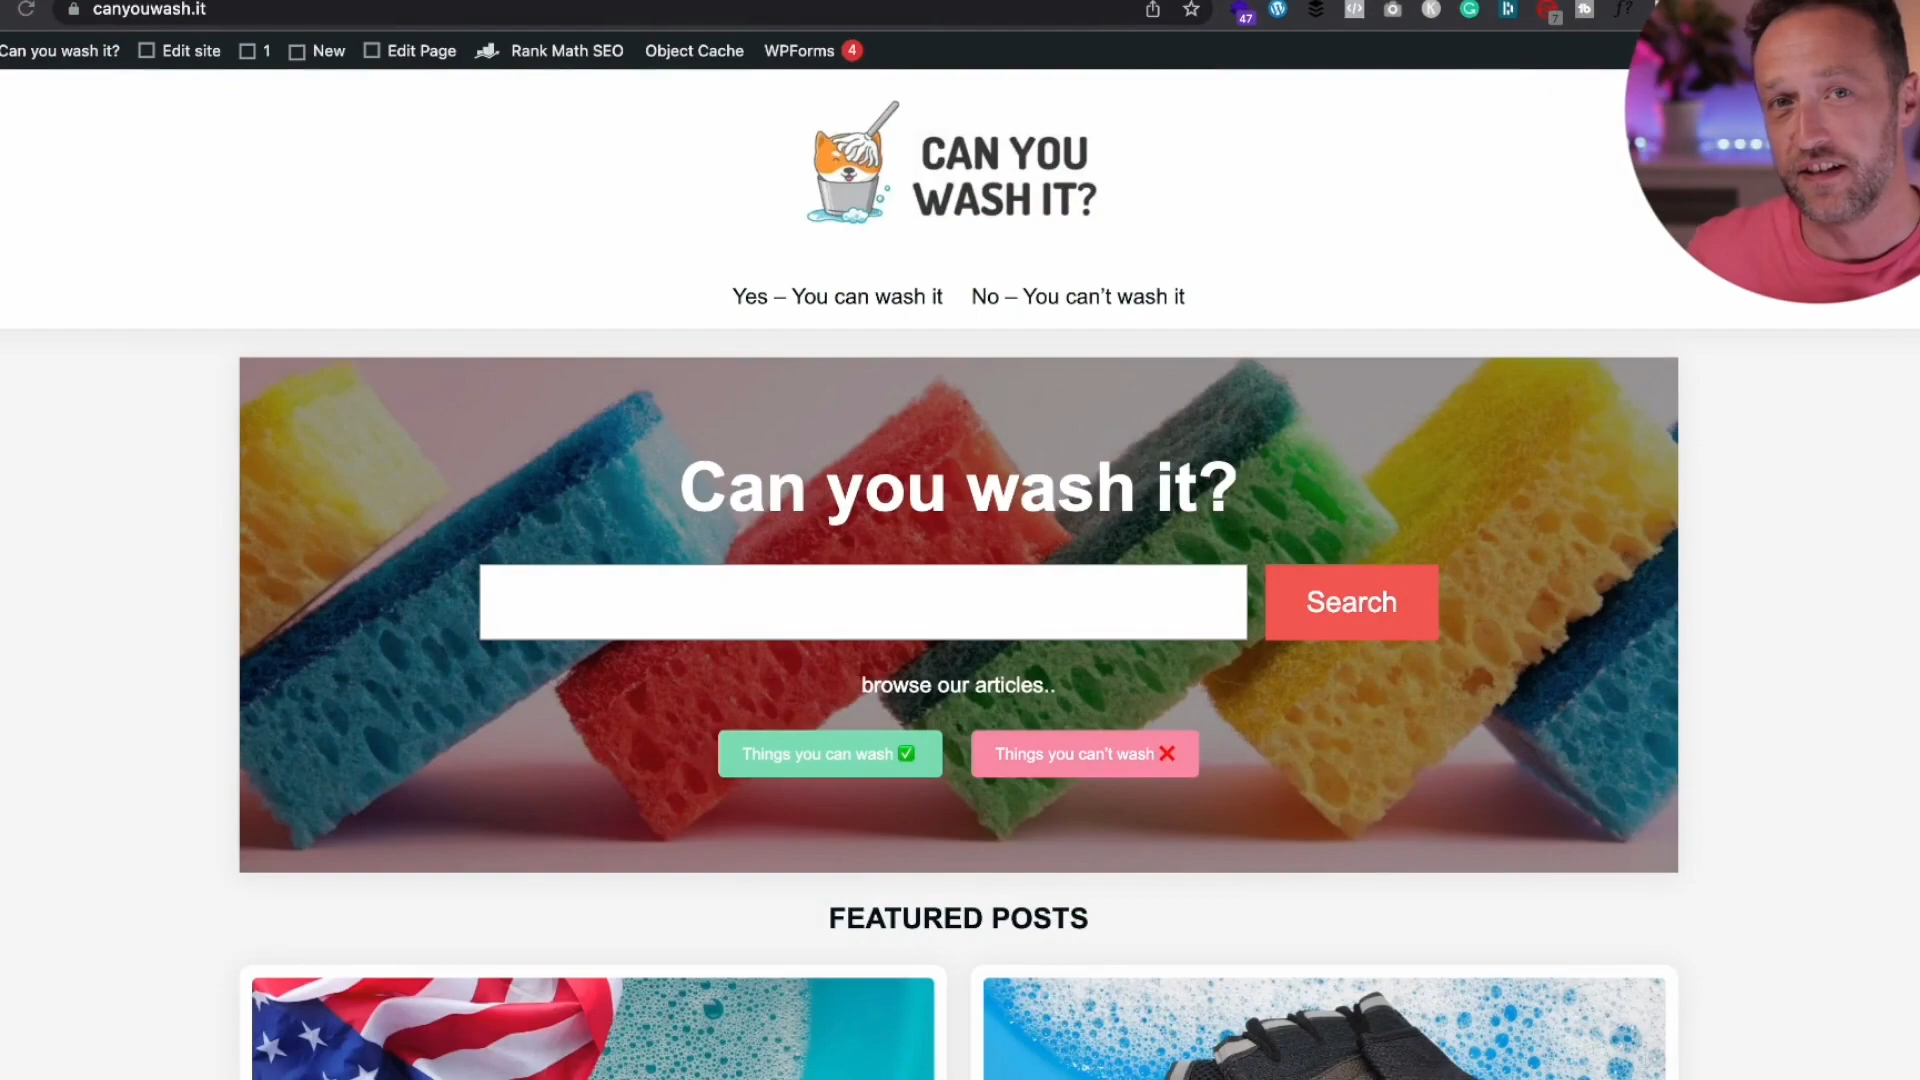 canyouwash.it
47
7
Can you wash it?
Edit site
1
New
Edit Page
Rank Math SEO
Object Cache
WPForms
4
CAN YOU
WASH IT?
Yes – You can wash it
No – You can't wash it
Can you wash it?
Search
browse our articles..
Things you can wash ✅
Things you can't wash ❌
FEATURED POSTS